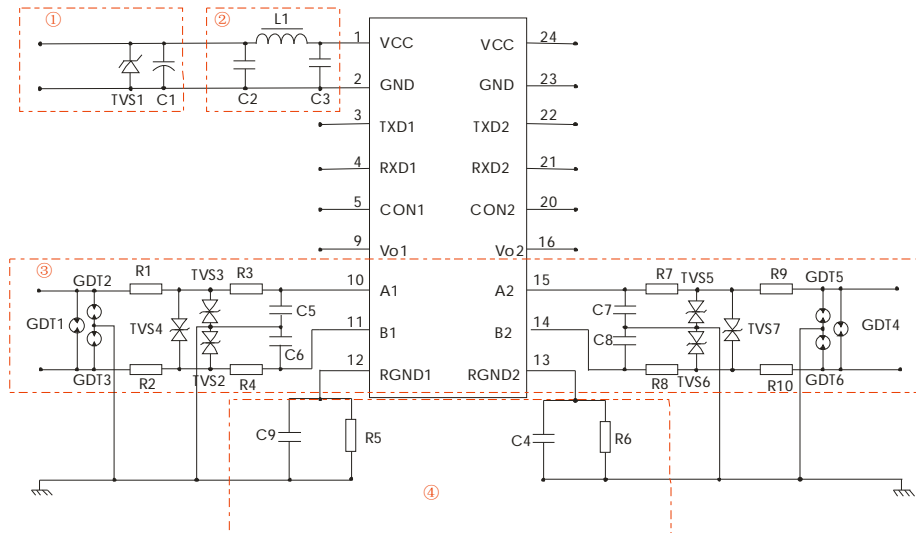 ① ② L1
1 VCC VCC 24
2 GND GND 23
TVS1 C1 C2 C3
3 TXD1 TXD2 22
4 RXD1 RXD2 21
5 CON1 CON2 20
9 Vo1 Vo2 16
③
GDT2 R1 TVS3 R3 10 A1 A2 15 R7 TVS5 R9 GDT5
GDT1 TVS4 C5 C7 TVS7 GDT4
11 B1 B2 14
C6 C8
12 RGND1 RGND2 13
GDT3 R2 TVS2 R4 R8 TVS6 R10 GDT6
C9 R5 C4 R6
④